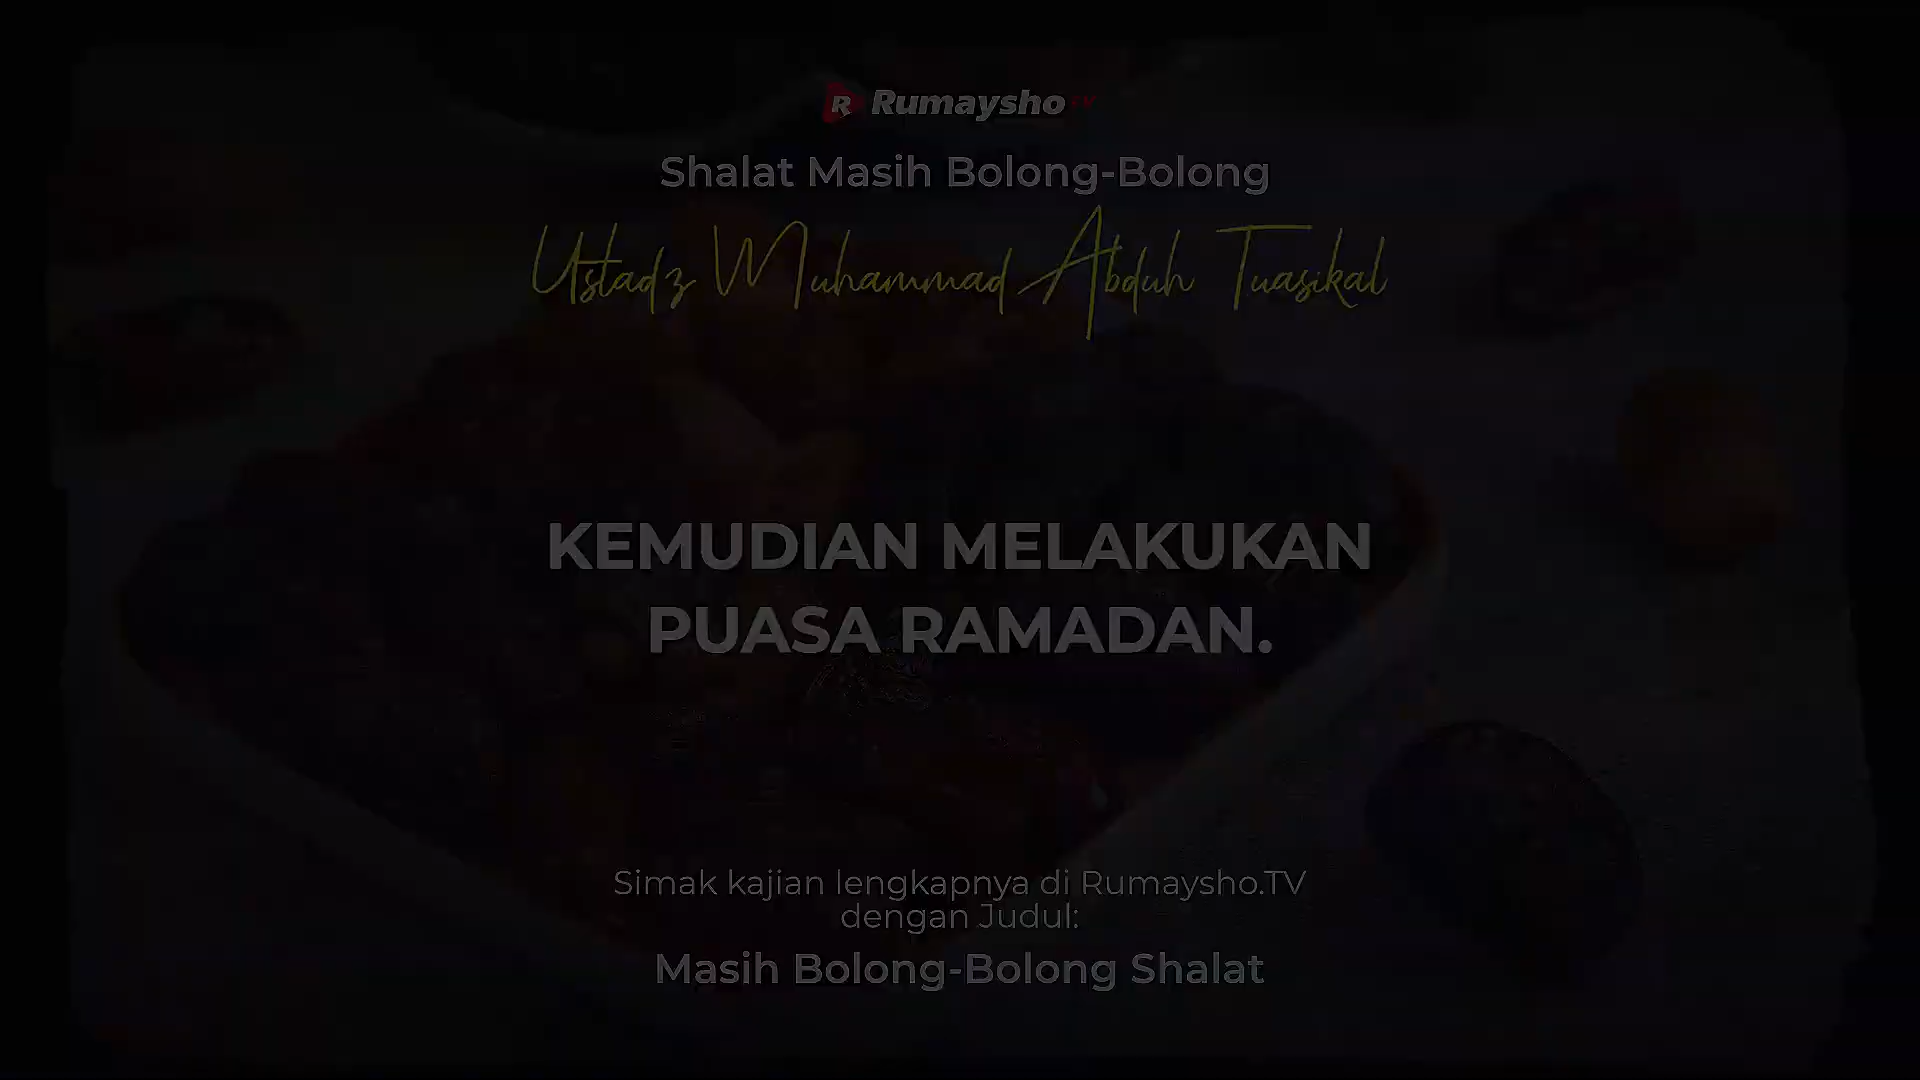 Rumaysho TV
Shalat Masih Bolong-Bolong
Ustadz Muhammad Abduh Tuasikal
KEMUDIAN MELAKUKAN
PUASA RAMADAN.
Simak kajian lengkapnya di Rumaysho.TV
dengan Judul:
Masih Bolong-Bolong Shalat